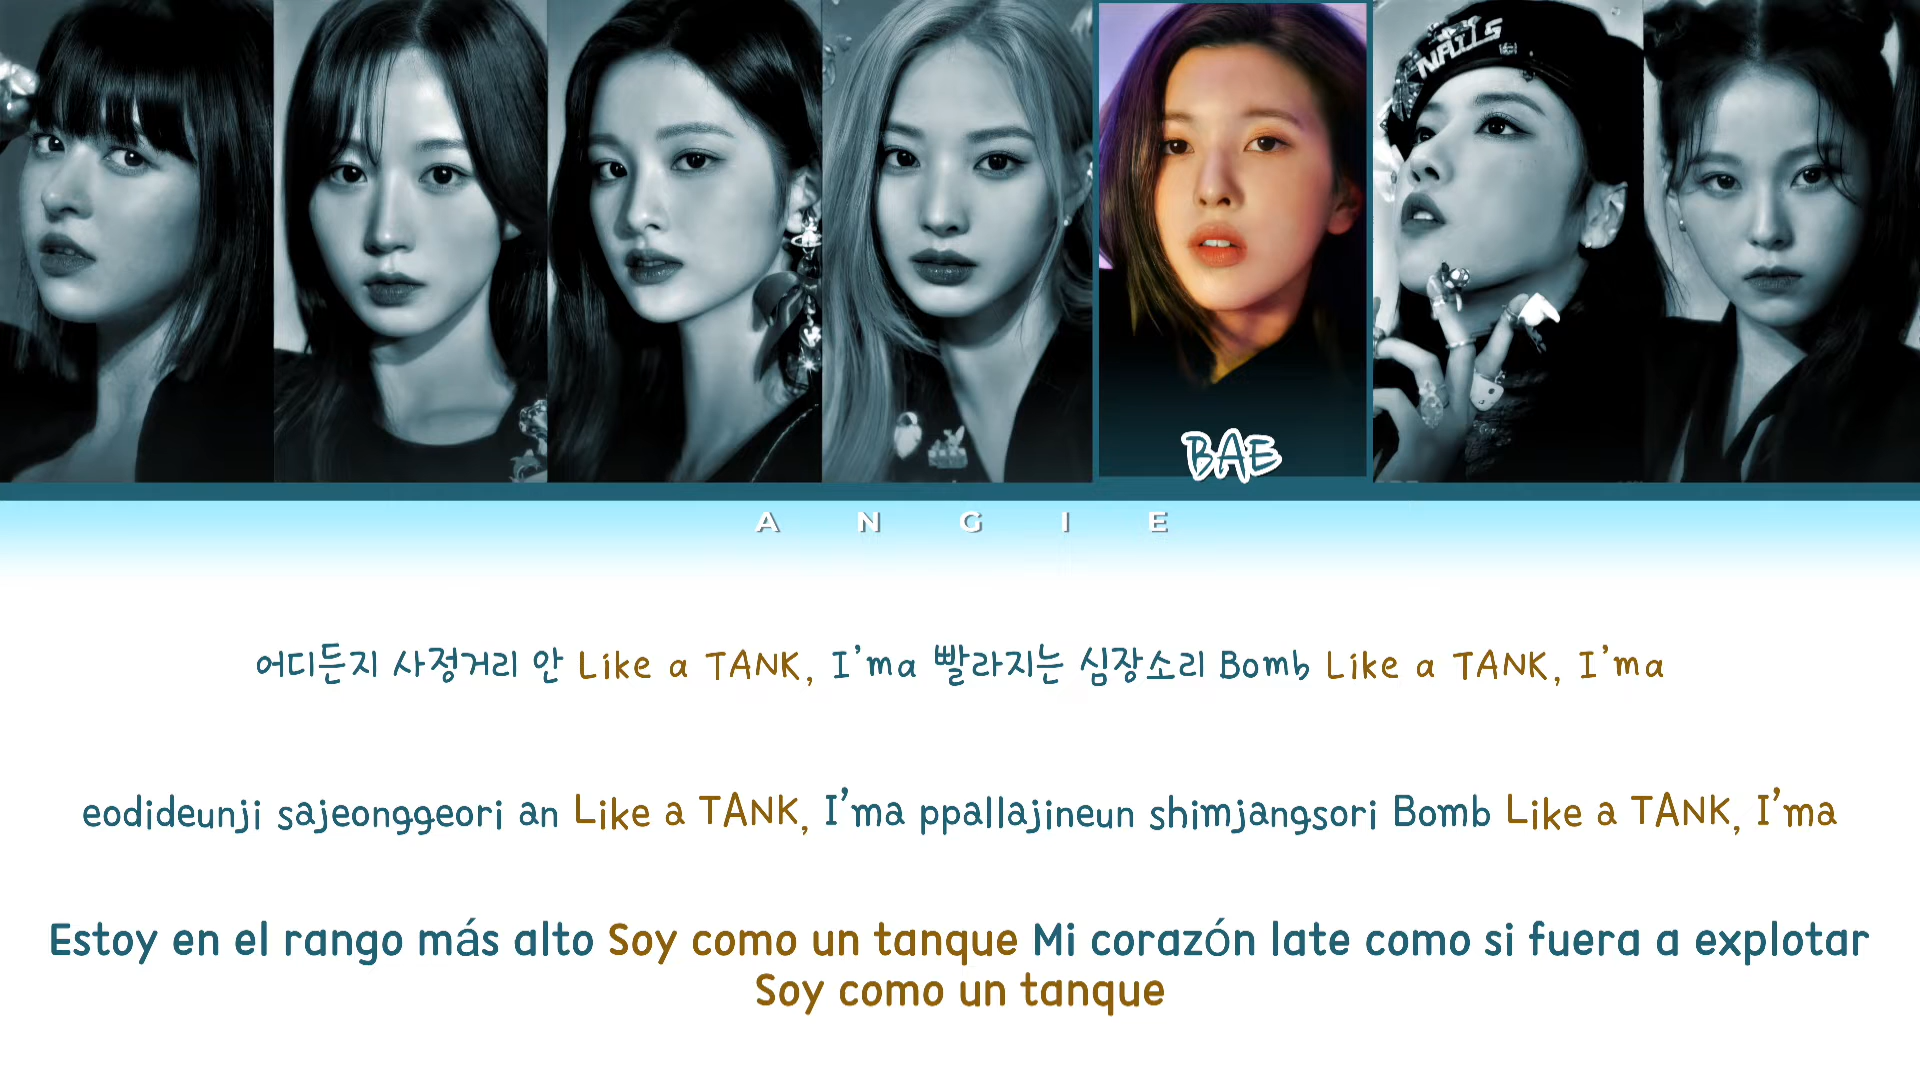 NAILS
BAE
A N G I E
어디든지 사정거리 안 Like a TANK, I'ma 빨라지는 심장소리 Bomb Like a TANK, I'ma
eodideunji sajeonggeori an Like a TANK, I'ma ppallajineun shimjangsori Bomb Like a TANK, I'ma
Estoy en el rango más alto Soy como un tanque Mi corazón late como si fuera a explotar
Soy como un tanque